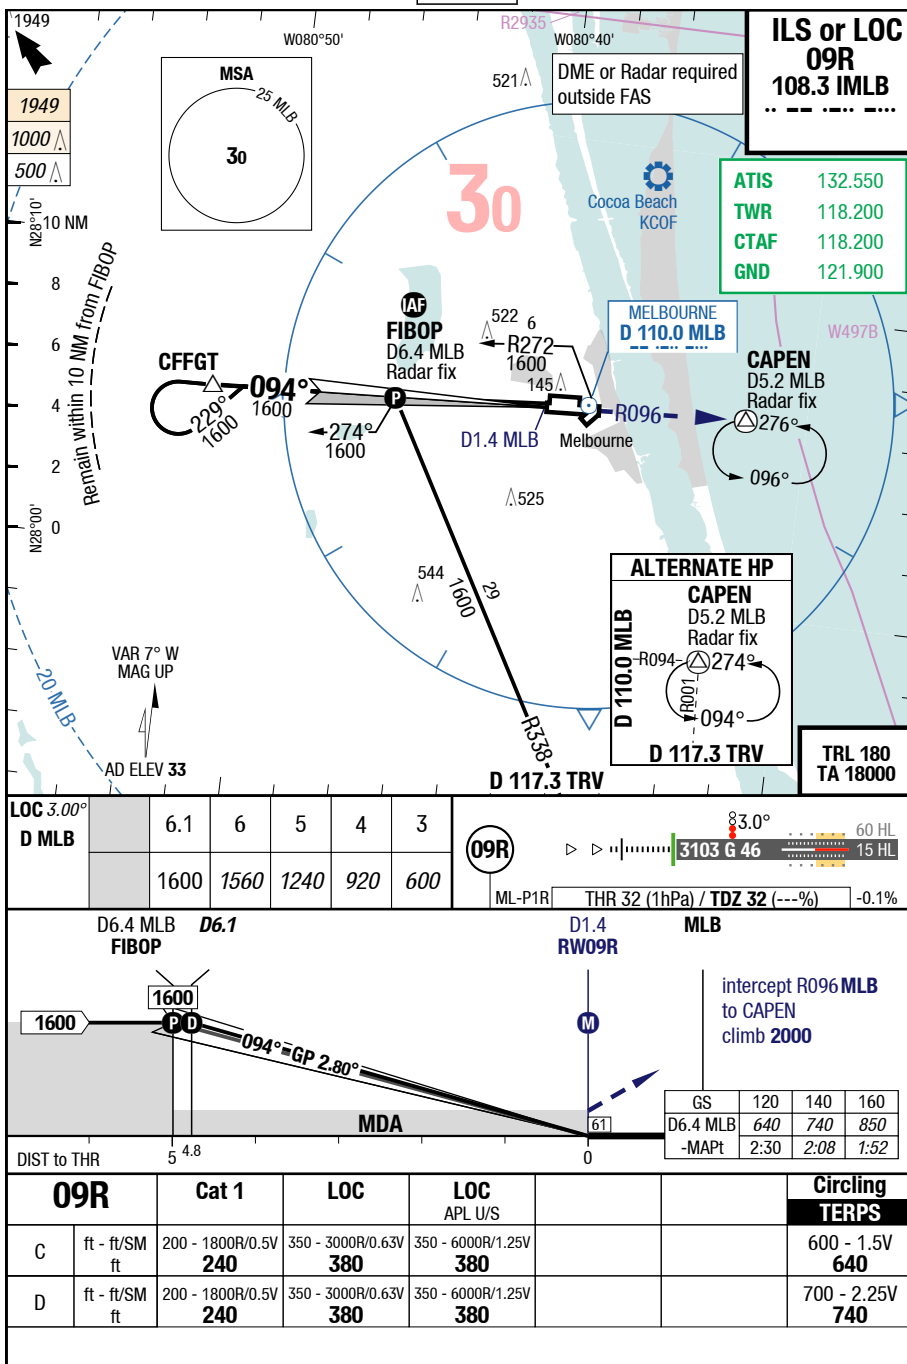 1949
R2935
W080°50'
W080°40'
ILS or LOC
09R
108.3 IMLB
MSA
25 MLB
30
521
DME or Radar required
outside FAS
1949
1000
500
N28°10'
10 NM
30
Cocoa Beach
KCOF
ATIS 132.550
TWR 118.200
CTAF 118.200
GND 121.900
Remain within 10 NM from FIBOP
8
6
4
2
0
N28°00'
IAF
FIBOP
D6.4 MLB
Radar fix
522
6
R272
1600
145
MELBOURNE
D 110.0 MLB
W497B
CFFGT
094°
1600
229°
1600
P
274°
1600
D1.4 MLB
Melbourne
R096
CAPEN
D5.2 MLB
Radar fix
276°
096°
525
544
29
1600
R338
D 117.3 TRV
VAR 7° W
MAG UP
20 MLB
AD ELEV 33
ALTERNATE HP
CAPEN
D5.2 MLB
Radar fix
D 110.0 MLB
R094
274°
R001
094°
D 117.3 TRV
TRL 180
TA 18000
LOC 3.00°
D MLB
6.1 6 5 4 3
1600 1560 1240 920 600
09R
3.0°
60 HL
3103 G 46
15 HL
ML-P1R
THR 32 (1hPa) / TDZ 32 (---%)
-0.1%
D6.4 MLB D6.1
FIBOP
D1.4
RW09R
MLB
1600
1600
P D
094° GP 2.80°
M
intercept R096 MLB
to CAPEN
climb 2000
MDA
61
GS 120 140 160
D6.4 MLB 640 740 850
-MAPt 2:30 2:08 1:52
DIST to THR 5 4.8 0
09R Cat 1 LOC LOC Circling
APL U/S TERPS
C ft - ft/SM 200 - 1800R/0.5V 350 - 3000R/0.63V 350 - 6000R/1.25V 600 - 1.5V
ft 240 380 380 640
D ft - ft/SM 200 - 1800R/0.5V 350 - 3000R/0.63V 350 - 6000R/1.25V 700 - 2.25V
ft 240 380 380 740